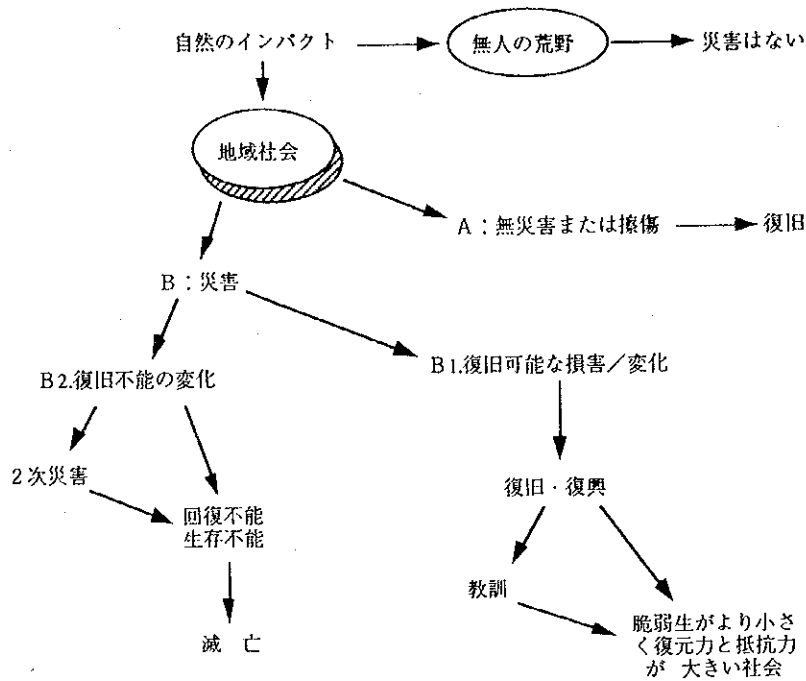 自然のインパクト
無人の荒野
災害はない
地域社会
A：無災害または擦傷
復旧
B：災害
B1.復旧可能な損害／変化
B2.復旧不能の変化
2次災害
復旧・復興
回復不能
生存不能
教訓
脆弱生がより小さ
く復元力と抵抗力
が 大きい社会
滅 亡